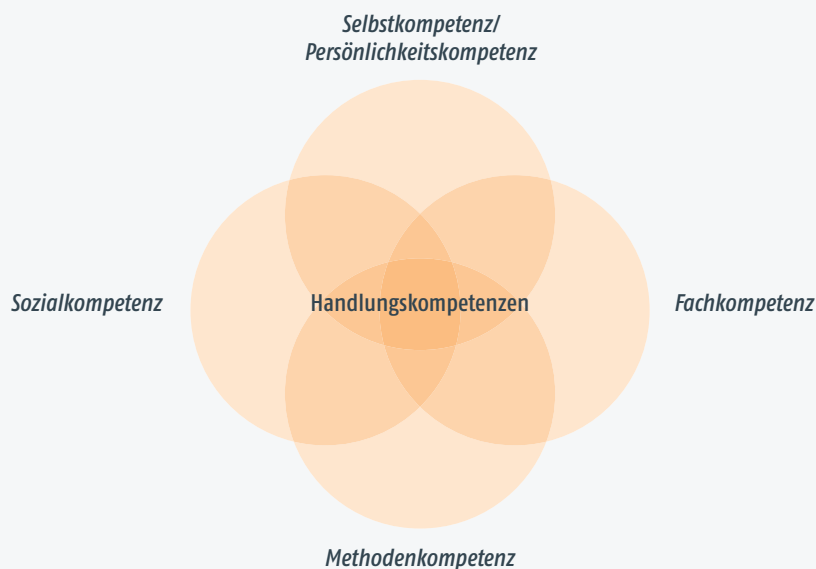 Selbstkompetenz/
Persönlichkeitskompetenz
Sozialkompetenz
Handlungskompetenzen
Fachkompetenz
Methodenkompetenz